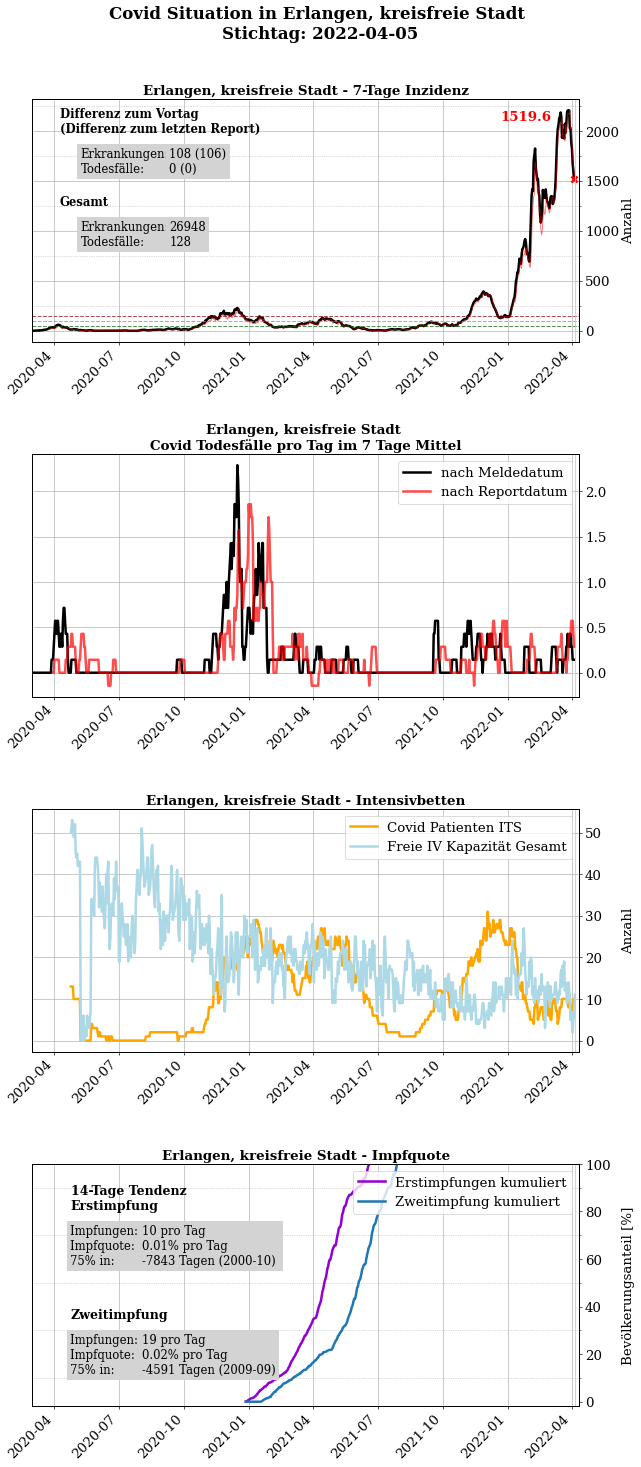 Covid Situation in Erlangen, kreisfreie Stadt
Stichtag: 2022-04-05
Erlangen, kreisfreie Stadt - 7-Tage Inzidenz
Differenz zum Vortag
(Differenz zum letzten Report)
Erkrankungen 108 (106)
Todesfälle: 0 (0)
Gesamt
Erkrankungen 26948
Todesfälle: 128
1519.6
2000
1500
1000
500
0
Anzahl
2020-04 2020-07 2020-10 2021-01 2021-04 2021-07 2021-10 2022-01 2022-04
Erlangen, kreisfreie Stadt
Covid Todesfälle pro Tag im 7 Tage Mittel
nach Meldedatum
nach Reportdatum
2.0
1.5
1.0
0.5
0.0
2020-04 2020-07 2020-10 2021-01 2021-04 2021-07 2021-10 2022-01 2022-04
Erlangen, kreisfreie Stadt - Intensivbetten
Covid Patienten ITS
Freie IV Kapazität Gesamt
50
40
30
20
10
0
Anzahl
2020-04 2020-07 2020-10 2021-01 2021-04 2021-07 2021-10 2022-01 2022-04
Erlangen, kreisfreie Stadt - Impfquote
14-Tage Tendenz
Erstimpfung
Impfungen: 10 pro Tag
Impfquote: 0.01% pro Tag
75% in: -7843 Tagen (2000-10)
Zweitimpfung
Impfungen: 19 pro Tag
Impfquote: 0.02% pro Tag
75% in: -4591 Tagen (2009-09)
Erstimpfungen kumuliert
Zweitimpfung kumuliert
100
80
60
40
20
0
Bevölkerungsanteil [%]
2020-04 2020-07 2020-10 2021-01 2021-04 2021-07 2021-10 2022-01 2022-04